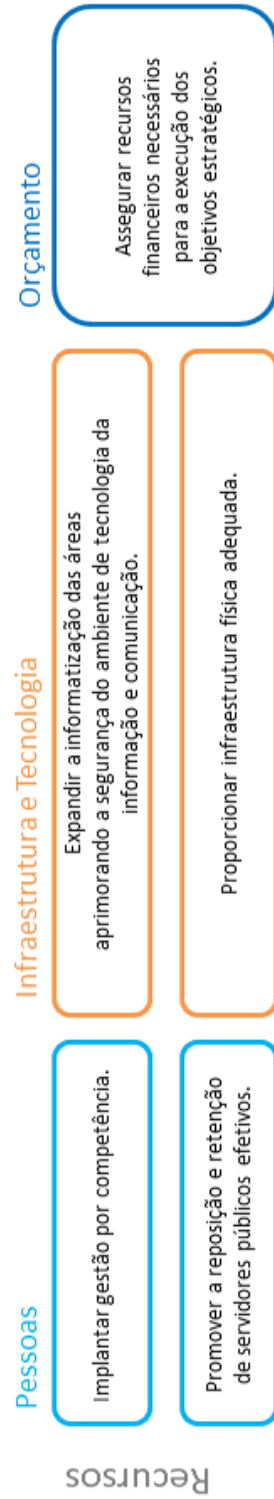 Recursos
Pessoas
Implantar gestão por competência.
Promover a reposição e retenção
de servidores públicos efetivos.
Infraestrutura e Tecnologia
Expandir a informatização das áreas
aprimorando a segurança do ambiente de tecnologia da
informação e comunicação.
Proporcionar infraestrutura física adequada.
Orçamento
Assegurar recursos
financeiros necessários
para a execução dos
objetivos estratégicos.